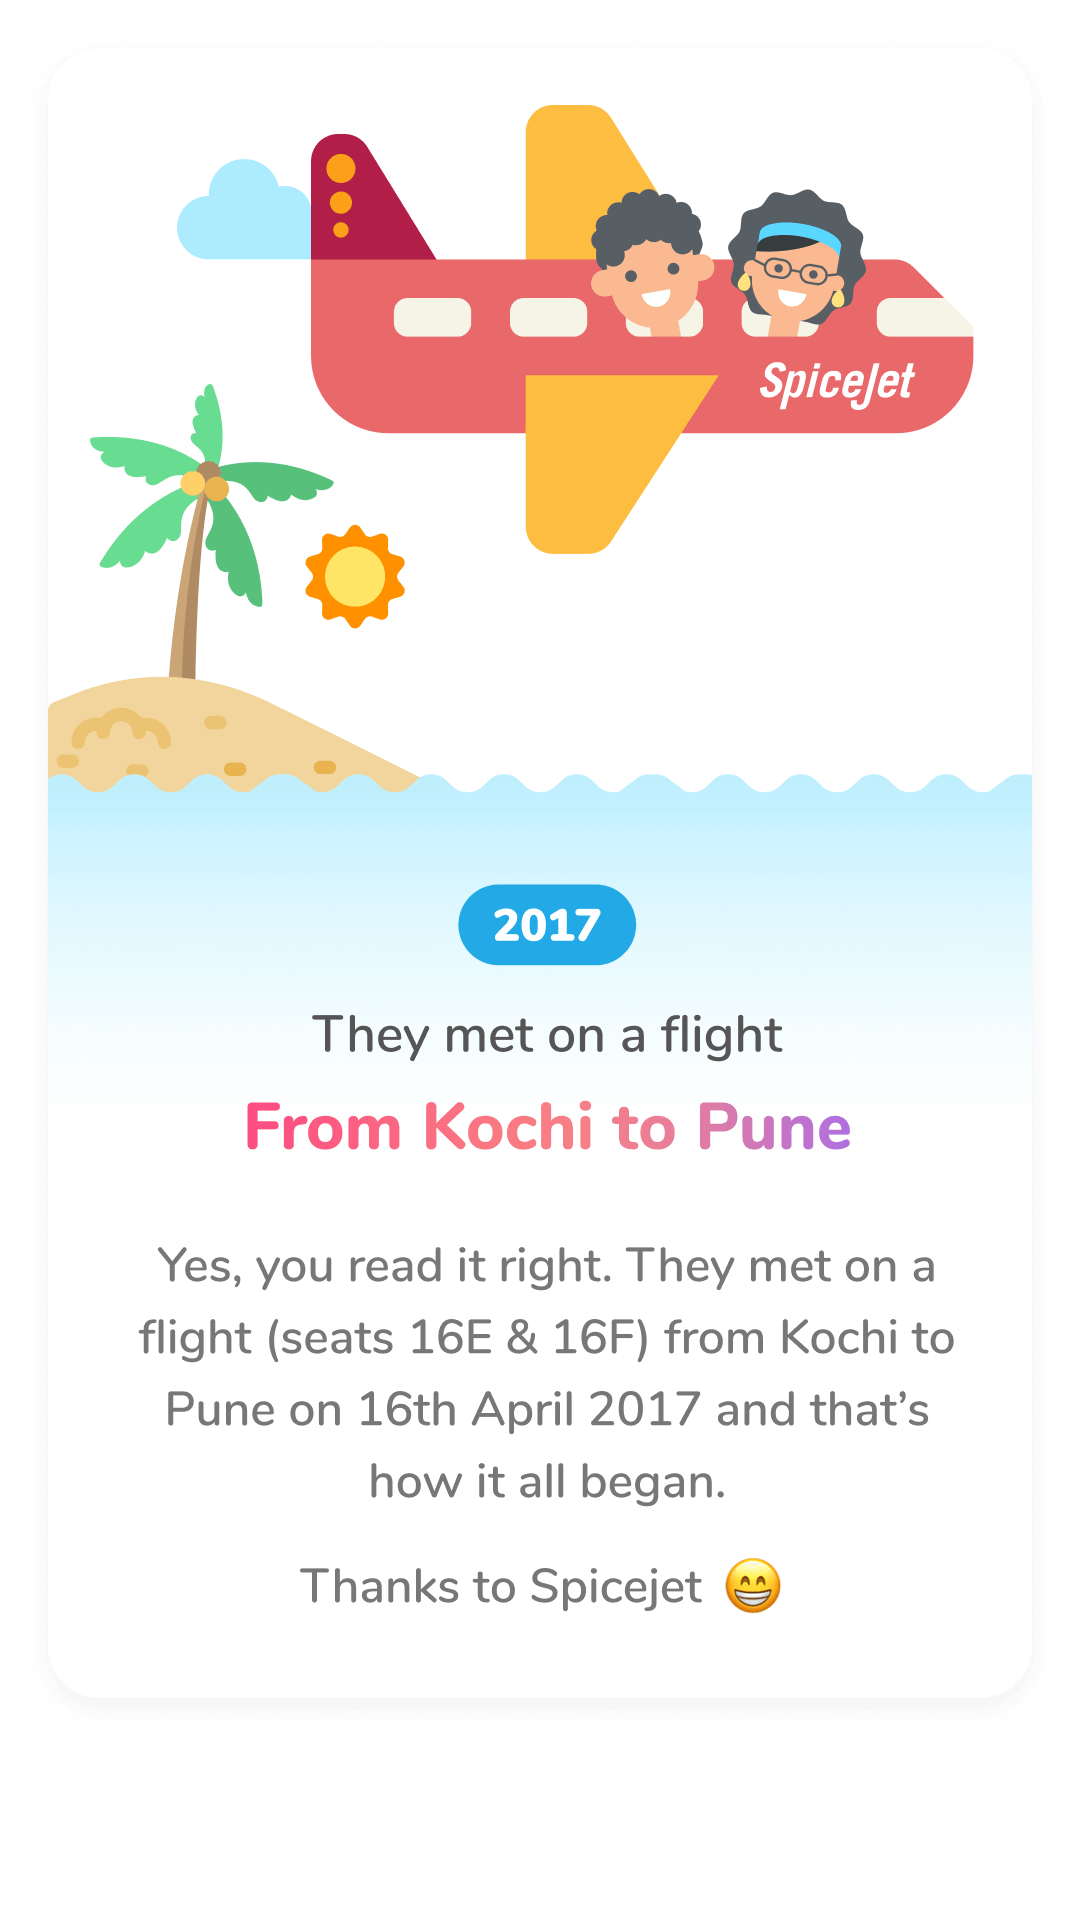 SpiceJet
2017
They met on a flight
From Kochi to Pune
Yes, you read it right. They met on a
flight (seats 16E & 16F) from Kochi to
Pune on 16th April 2017 and that’s
how it all began.
Thanks to Spicejet 😁